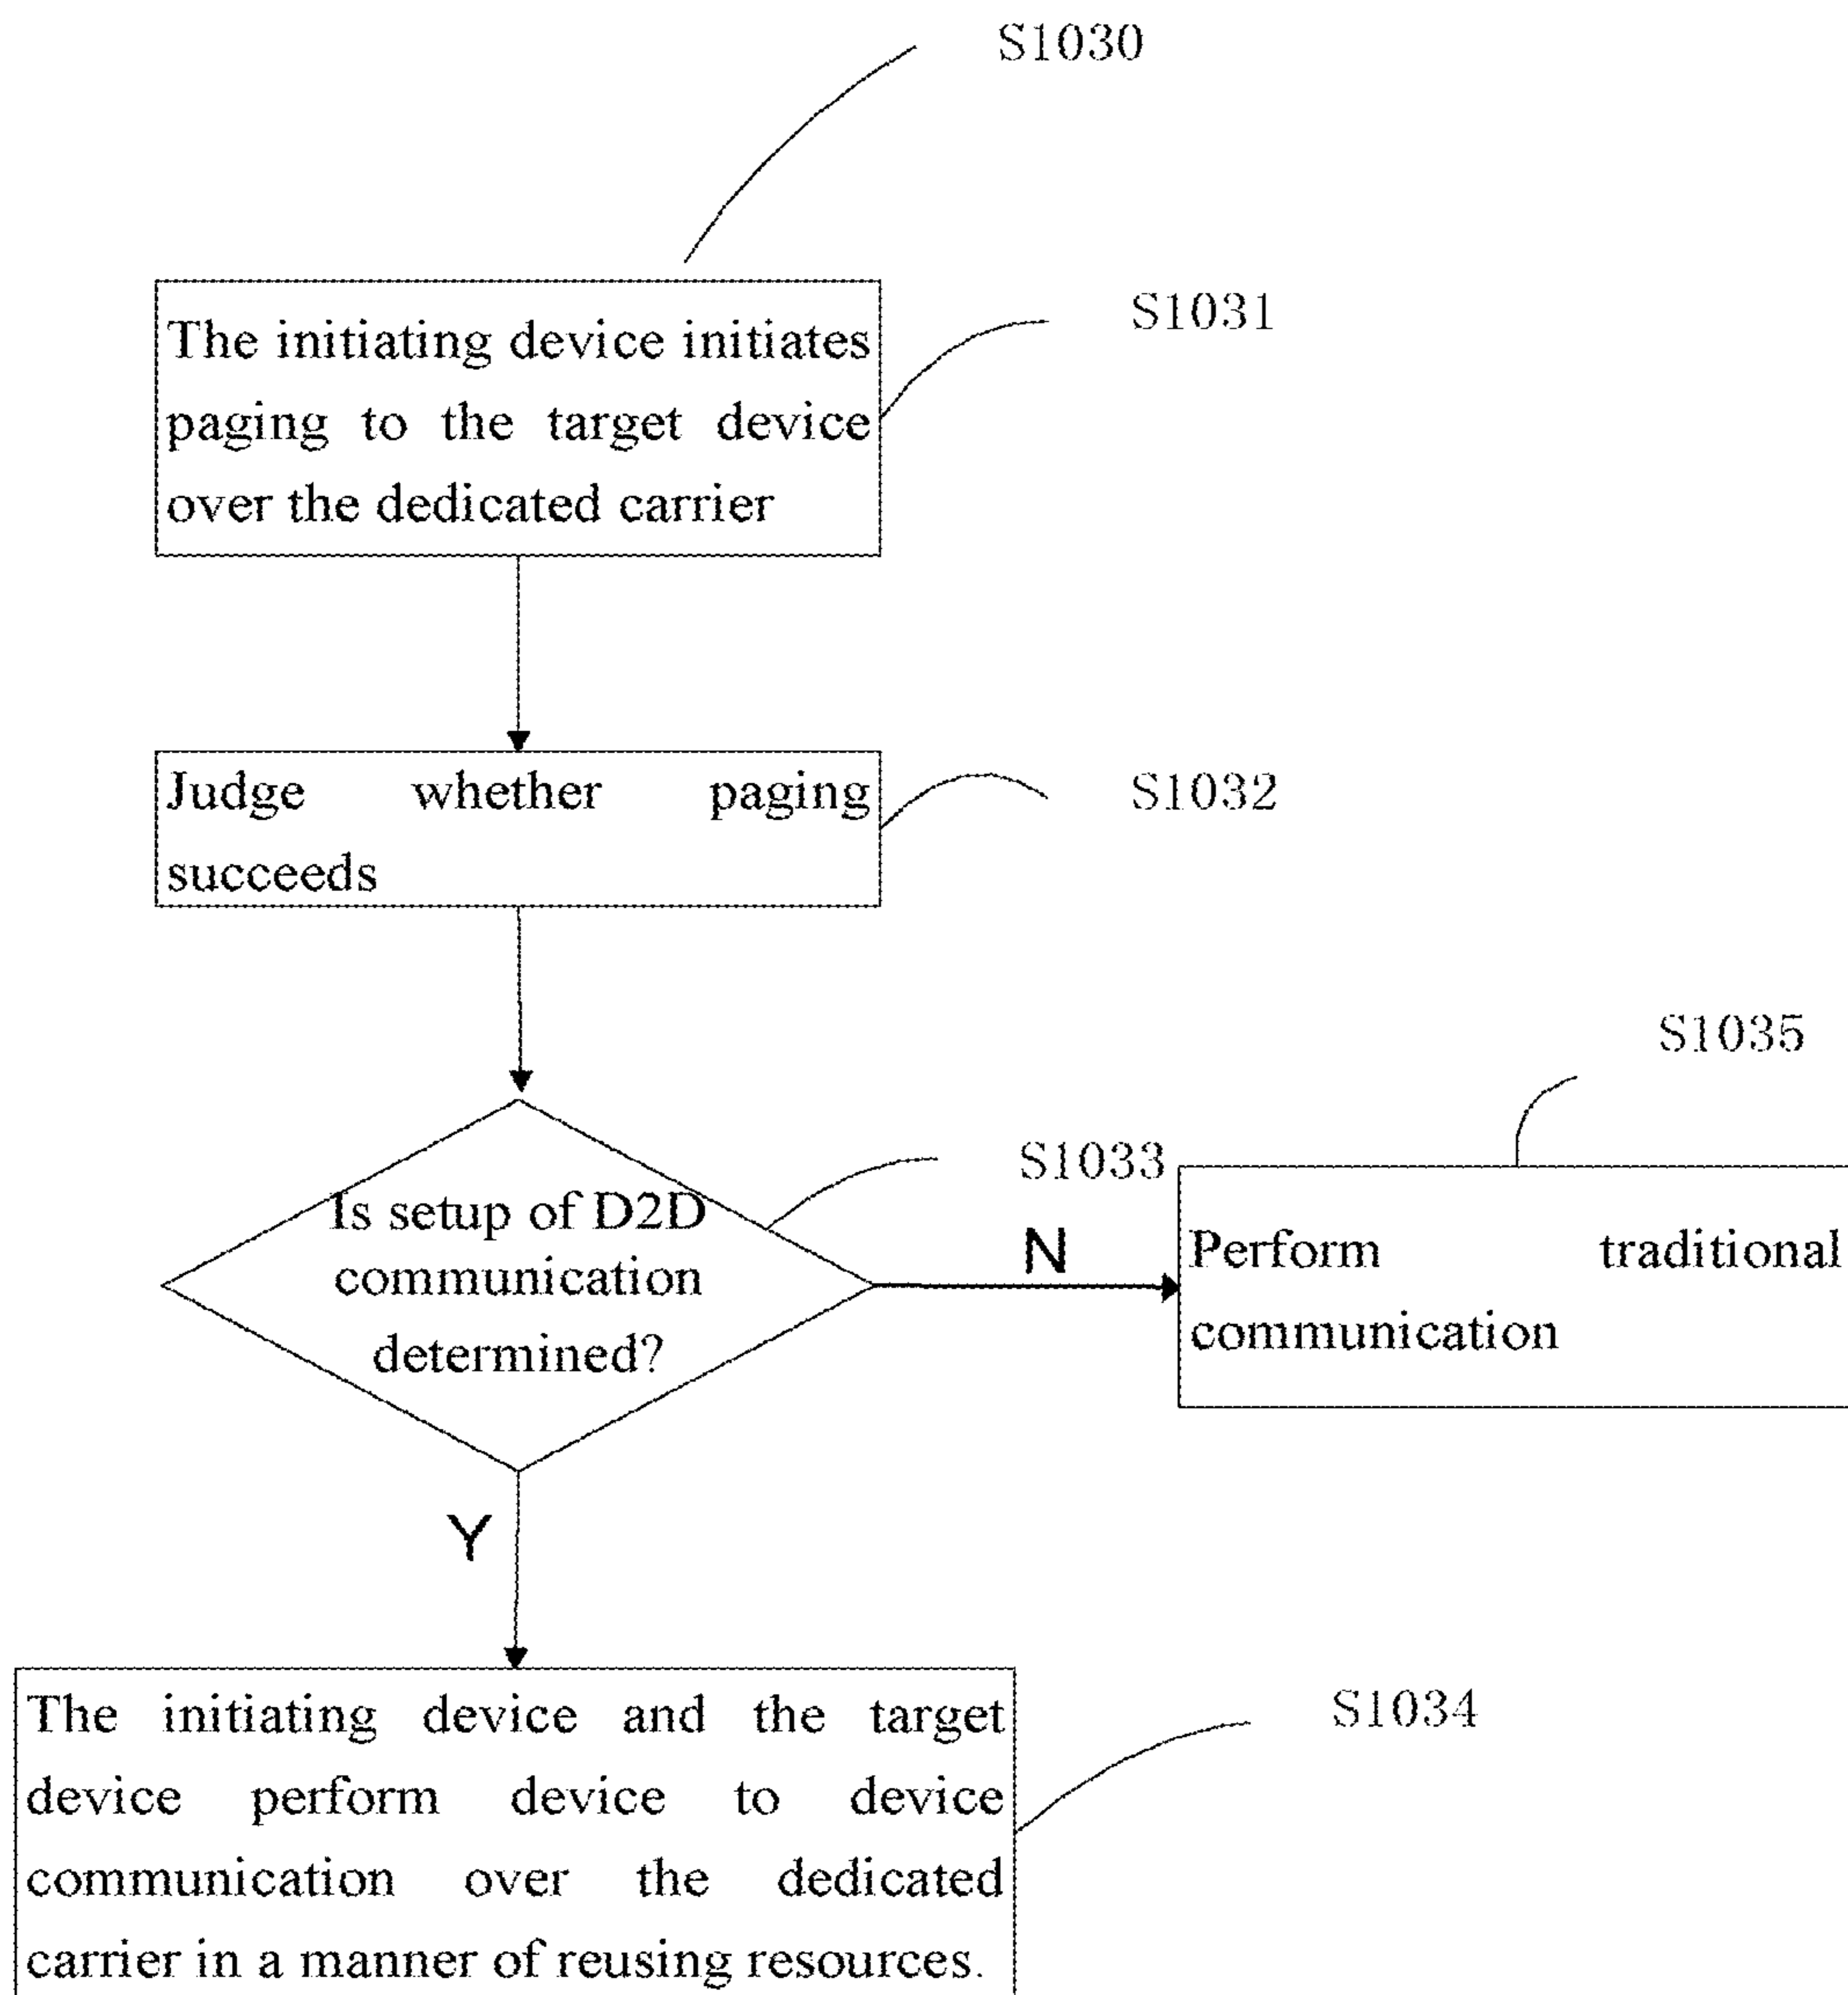 S1030
S1031
The initiating device initiates
paging to the target device
over the dedicated carrier
S1032
Judge whether paging
succeeds
S1035
S1033
Is setup of D2D
communication
determined?
N
Perform traditional
communication
Y
S1034
The initiating device and the target
device perform device to device
communication over the dedicated
carrier in a manner of reusing resources.